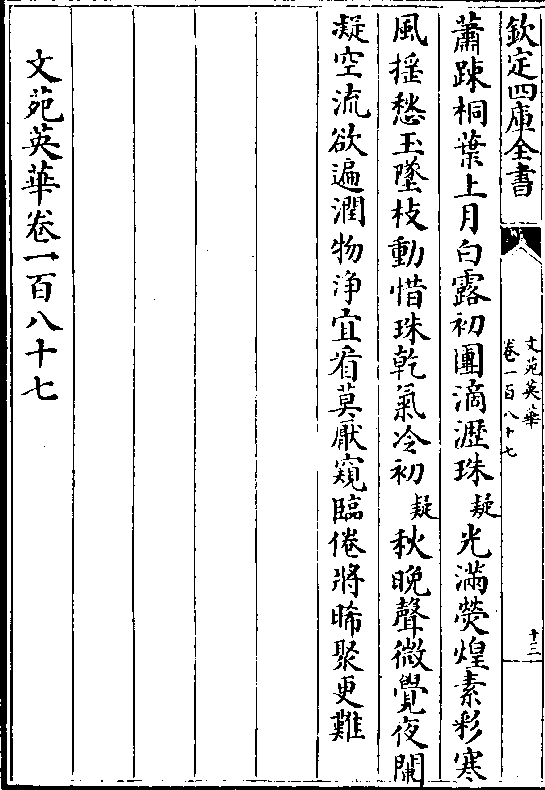 欽定四庫全書
文苑英華
卷一百八十七
十三
蕭踈桐葉上月白露初團滴瀝珠疑光滿熒煌素彩寒
風揺愁玉墜枝動惜珠乾氣冷初疑秋晚聲微覺夜闌
凝空流欲遍潤物浄宜看莫厭窺臨倦將晞聚更難
文苑英華卷一百八十七